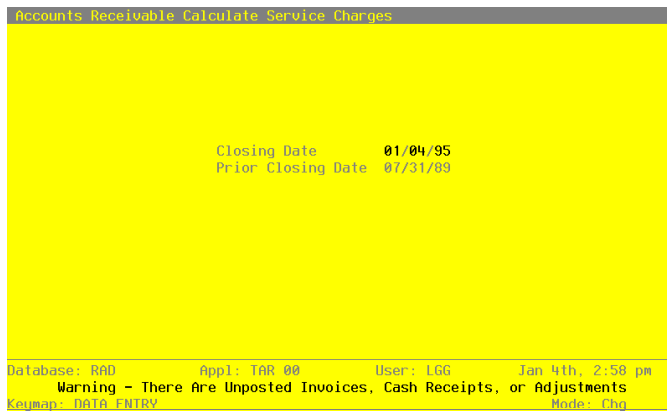 Accounts Receivable Calculate Service Charges
Closing Date 01/04/95
Prior Closing Date 07/31/89
Database: RAD Appl: TAR 00 User: LGG Jan 4th, 2:58 pm
Warning - There Are Unposted Invoices, Cash Receipts, or Adjustments
Keymap: DATA ENTRY Mode: Chg